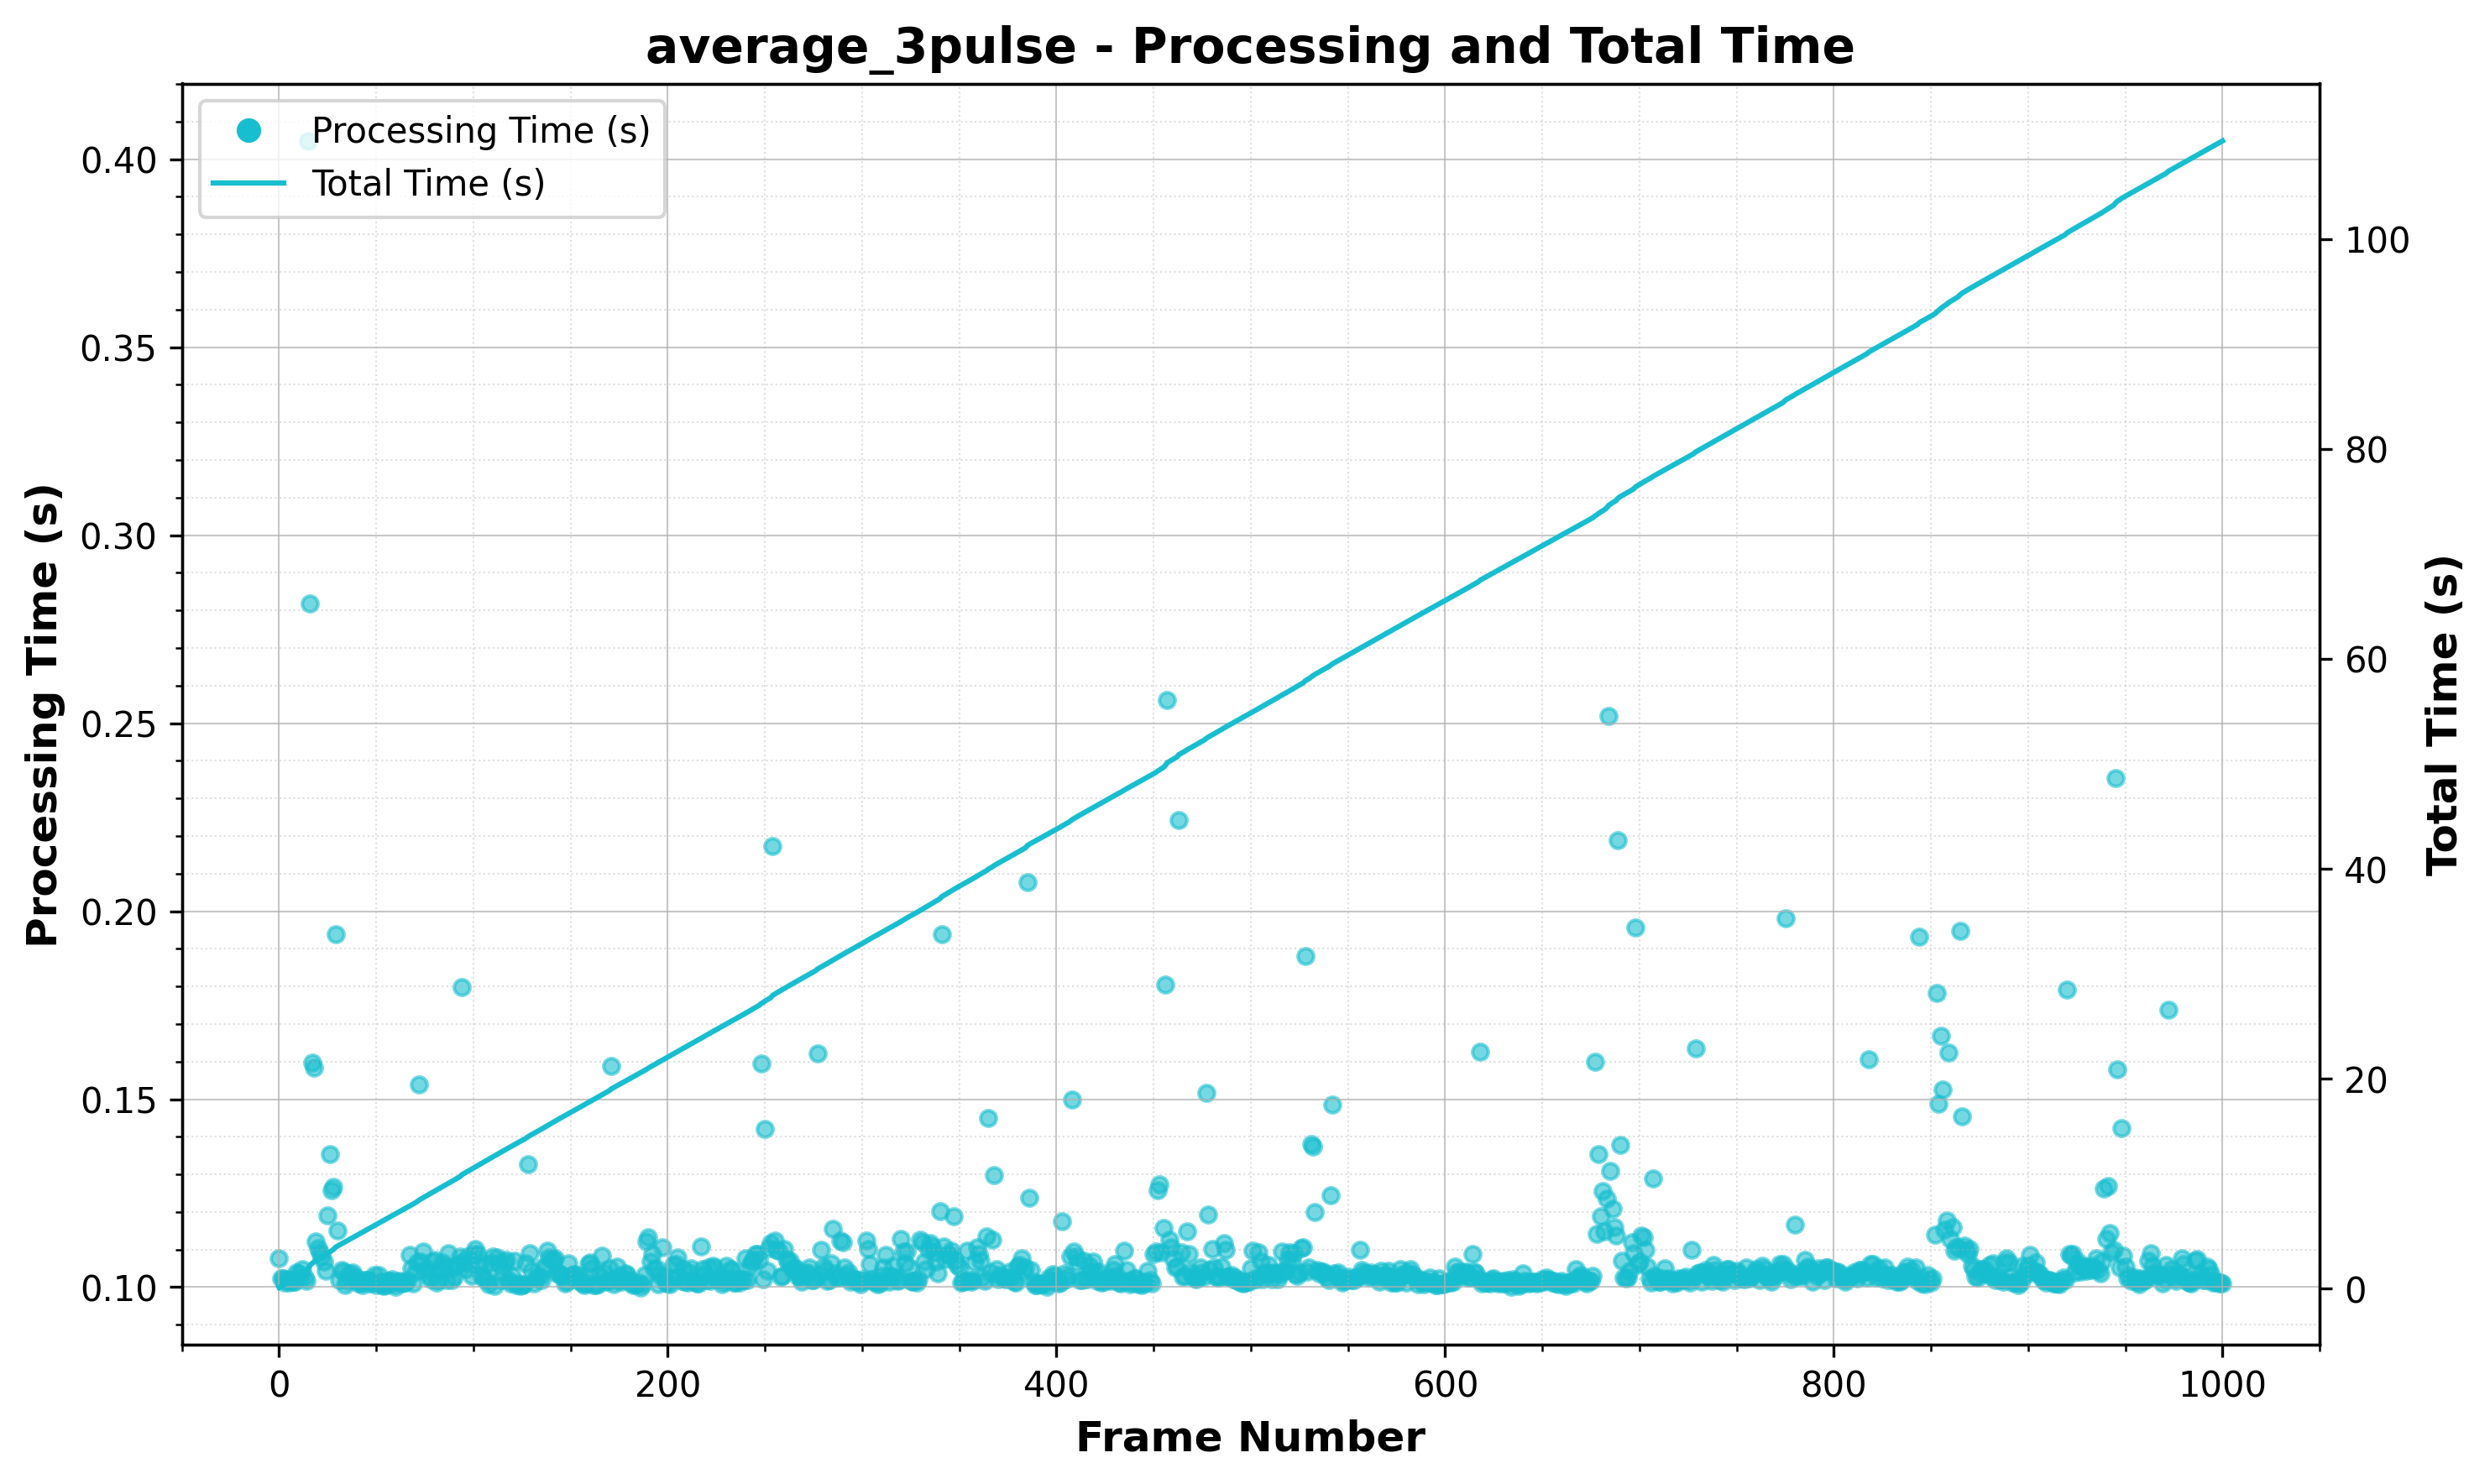 average_3pulse - Processing and Total Time
Processing Time (s)
Total Time (s)
0.40
0.35
0.30
0.25
0.20
0.15
0.10
Processing Time (s)
100
80
60
40
20
0
Total Time (s)
0 200 400 600 800 1000
Frame Number